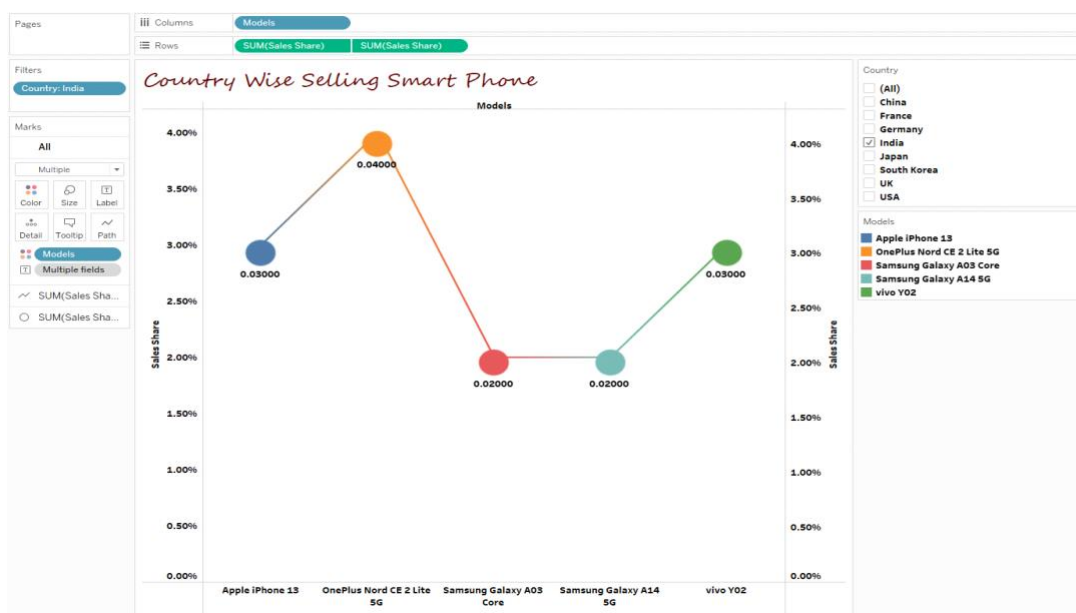 Pages
Columns
Models
Rows
SUM(Sales Share)
SUM(Sales Share)
Filters
Country: India
Marks
All
Multiple
Color
Size
Label
Detail
Tooltip
Path
Models
Multiple fields
SUM(Sales Sha...
SUM(Sales Sha...
Country Wise Selling Smart Phone
Models
Sales Share
4.00%
3.50%
3.00%
2.50%
2.00%
1.50%
1.00%
0.50%
0.00%
0.03000
0.04000
0.02000
0.02000
0.03000
Apple iPhone 13
OnePlus Nord CE 2 Lite
5G
Samsung Galaxy A03
Core
Samsung Galaxy A14
5G
vivo Y02
4.00%
3.50%
3.00%
2.50%
2.00%
1.50%
1.00%
0.50%
0.00%
Sales Share
Country
(All)
China
France
Germany
India
Japan
South Korea
UK
USA
Models
Apple iPhone 13
OnePlus Nord CE 2 Lite 5G
Samsung Galaxy A03 Core
Samsung Galaxy A14 5G
vivo Y02